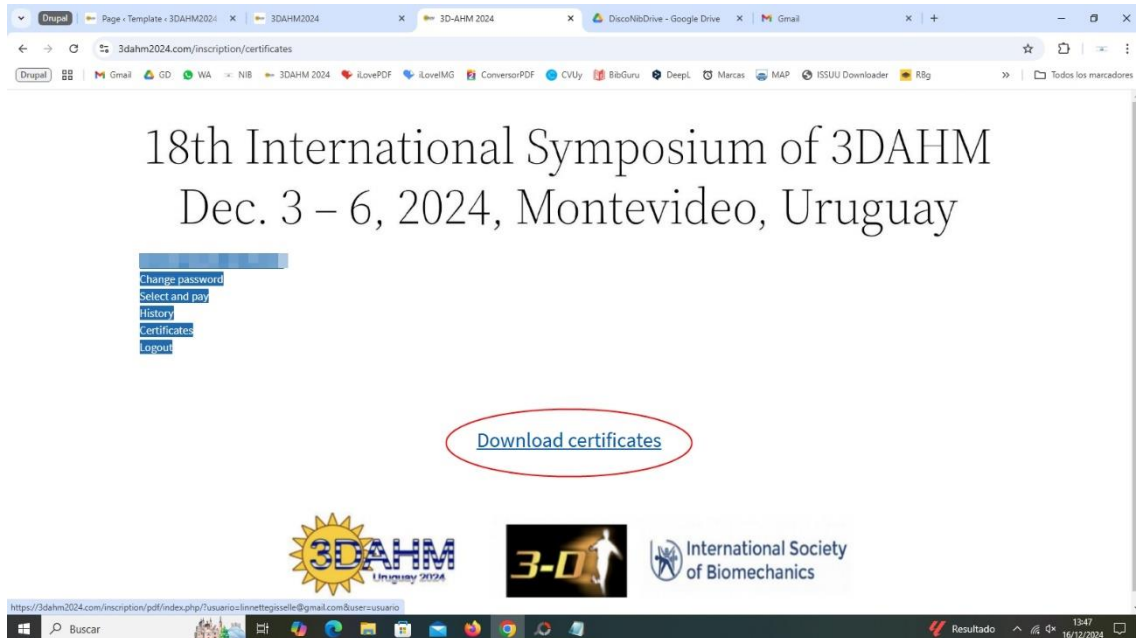 Drupal
Page ‹ Template ‹ 3DAHM2024
3DAHM2024
3D-AHM 2024
DiscoNibDrive - Google Drive
Gmail
3dahm2024.com/inscription/certificates
Drupal
Gmail
GD
WA
NIB
3DAHM 2024
iLovePDF
iLoveIMG
ConversorPDF
CVUy
BibGuru
DeepL
Marcas
MAP
ISSUU Downloader
RBg
»
Todos los marcadores
18th International Symposium of 3DAHM
Dec. 3 – 6, 2024, Montevideo, Uruguay
Change password
Select and pay
History
Certificates
Logout
Download certificates
3DAHM
Uruguay 2024
3-D
International Society
of Biomechanics
https://3dahm2024.com/inscription/pdf/index.php/?usuario=linnettegisselle@gmail.com&user=usuario
Buscar
Resultado
13:47
16/12/2024